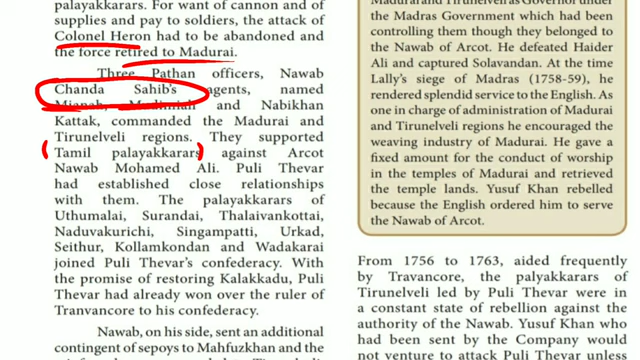 palayakkarars. For want of cannon and of
supplies and pay to soldiers, the attack of
Colonel Heron had to be abandoned and
the force retired to Madurai.
Three Pathan officers, Nawab
Chanda Sahib's agents, named
Mianah, Mudimiah and Nabikhan
Kattak, commanded the Madurai and
Tirunelveli regions. They supported
Tamil palayakkarars against Arcot
Nawab Mohamed Ali. Puli Thevar
had established close relationships
with them. The palayakkarars of
Uthumalai, Surandai, Thalaivankottai,
Naduvakurichi, Singampatti, Urkad,
Seithur, Kollamkondan and Wadakarai
joined Puli Thevar's confederacy. With
the promise of restoring Kalakkadu, Puli
Thevar had already won over the ruler of
Travancore to his confederacy.
Nawab, on his side, sent an additional
contingent of sepoys to Mahfuzkhan and the
Madurai and Tirunelveli as Governor under
the Madras Government which had been
controlling them though they belonged to
the Nawab of Arcot. He defeated Haider
Ali and captured Solavandan. At the time
of Lally's siege of Madras (1758-59), he
rendered splendid service to the English. As
one in charge of administration of Madurai
and Tirunelveli regions he encouraged the
weaving industry of Madurai. He gave a
fixed amount for the conduct of worship
in the temples of Madurai and retrieved
the temple lands. Yusuf Khan rebelled
because the English ordered him to serve
the Nawab of Arcot.
From 1756 to 1763, aided frequently
by Travancore, the palyakkarars of
Tirunelveli led by Puli Thevar were in
a constant state of rebellion against the
authority of the Nawab. Yusuf Khan who
had been sent by the Company would
not venture to attack Puli Thevar unless